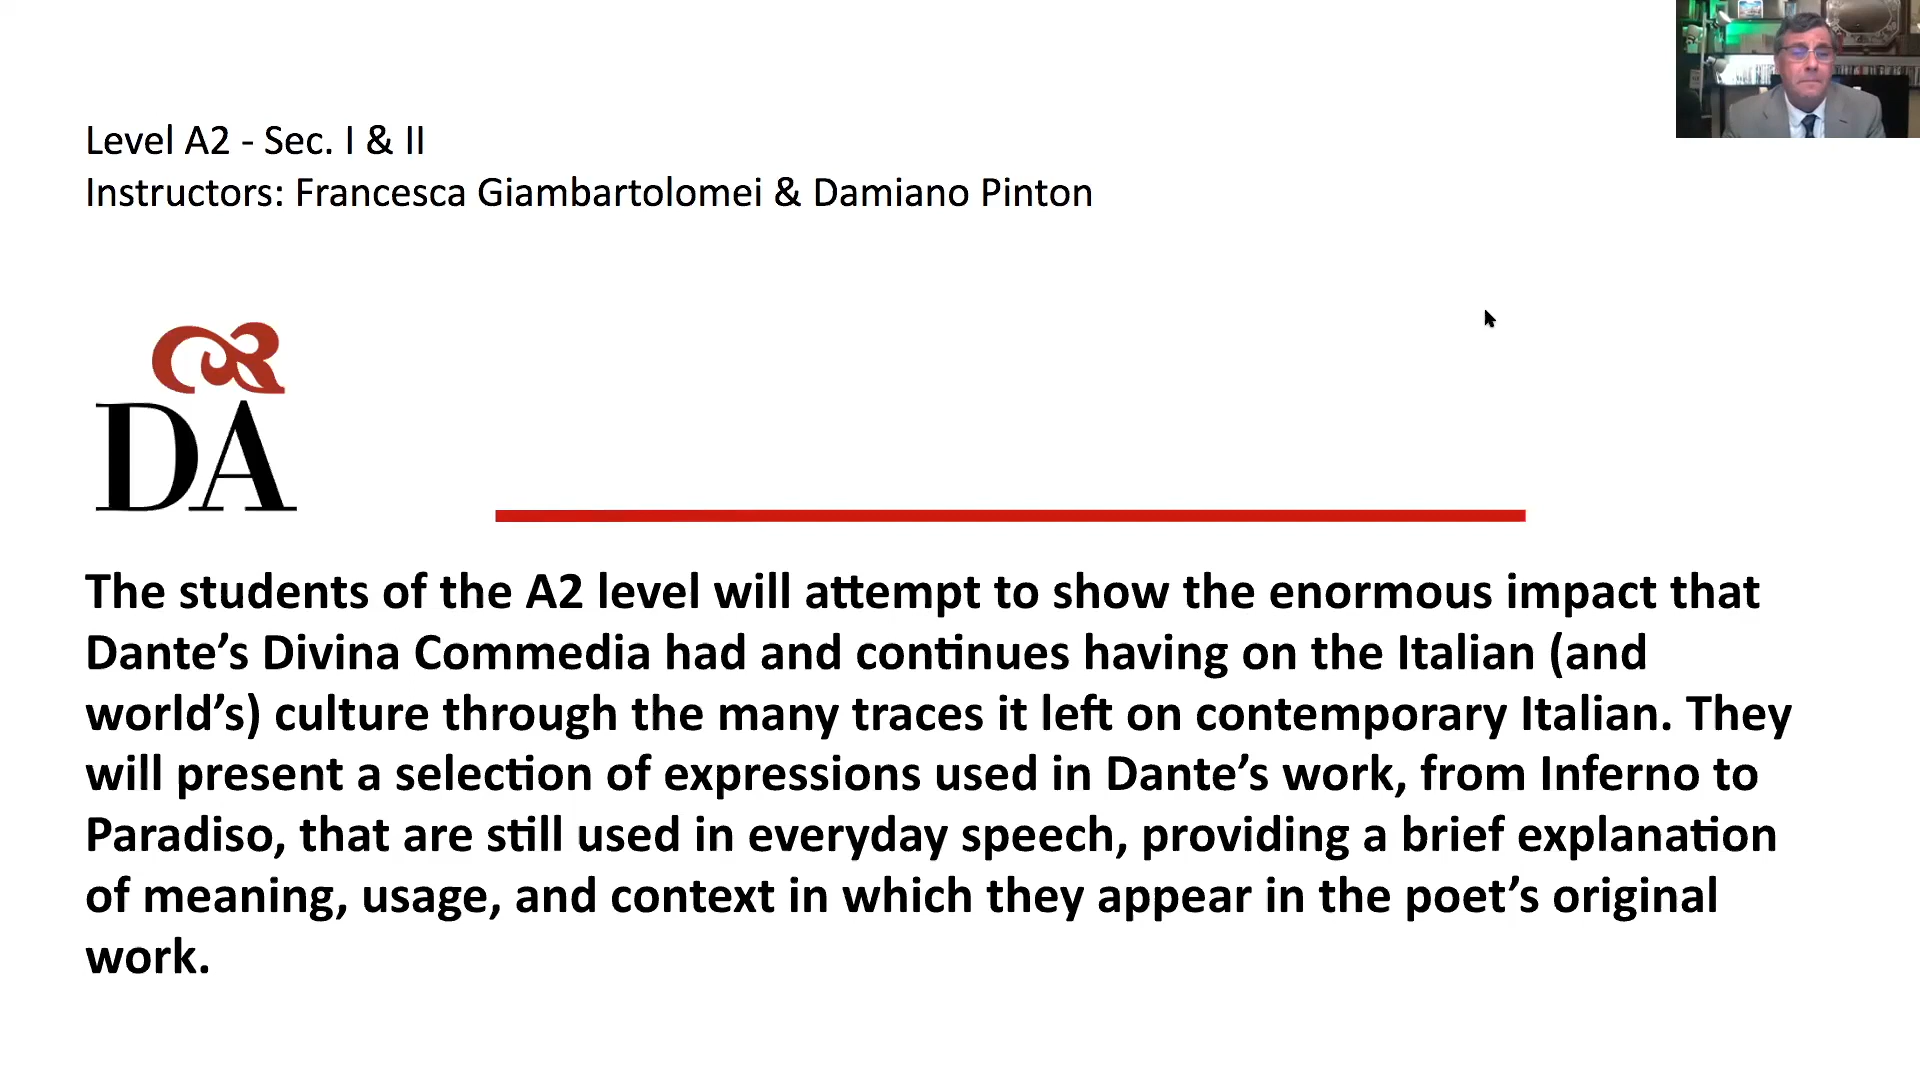 Level A2 - Sec. I & II
Instructors: Francesca Giambartolomei & Damiano Pinton
DA
The students of the A2 level will attempt to show the enormous impact that
Dante’s Divina Commedia had and continues having on the Italian (and
world’s) culture through the many traces it left on contemporary Italian. They
will present a selection of expressions used in Dante’s work, from Inferno to
Paradiso, that are still used in everyday speech, providing a brief explanation
of meaning, usage, and context in which they appear in the poet’s original
work.